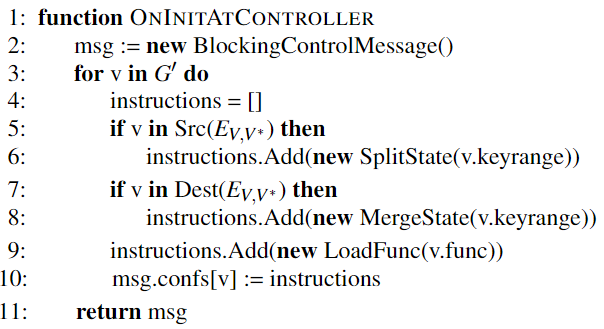 1: function ONINITATCONTROLLER
2: msg := new BlockingControlMessage()
3: for v in G′ do
4: instructions = []
5: if v in Src(E_{V,V*}) then
6: instructions.Add(new SplitState(v.keyrange))
7: if v in Dest(E_{V,V*}) then
8: instructions.Add(new MergeState(v.keyrange))
9: instructions.Add(new LoadFunc(v.func))
10: msg.confs[v] := instructions
11: return msg